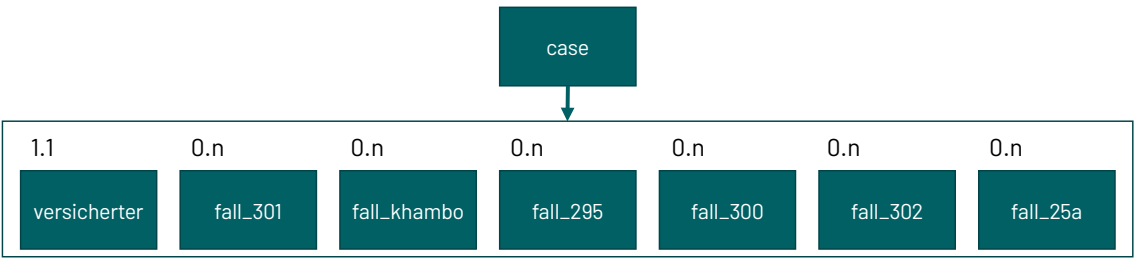 case
1.1 0.n 0.n 0.n 0.n 0.n 0.n
versicherter fall_301 fall_khambo fall_295 fall_300 fall_302 fall_25a